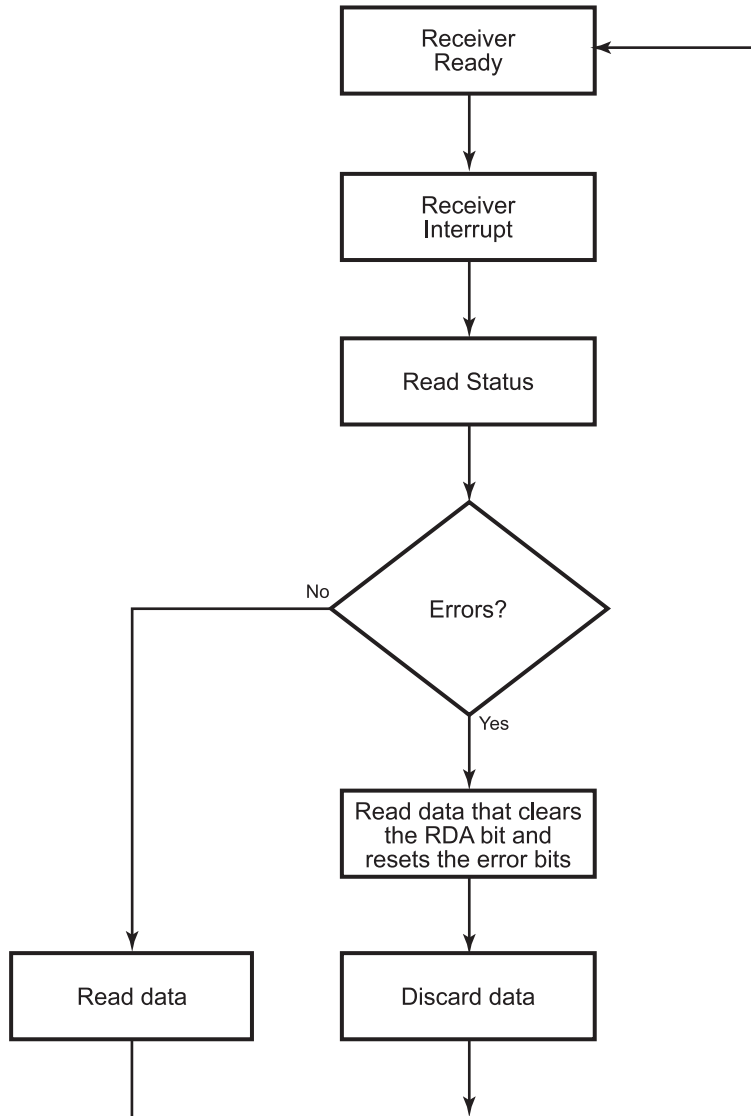 Receiver
Ready
Receiver
Interrupt
Read Status
Errors?
No
Yes
Read data that clears
the RDA bit and
resets the error bits
Read data
Discard data